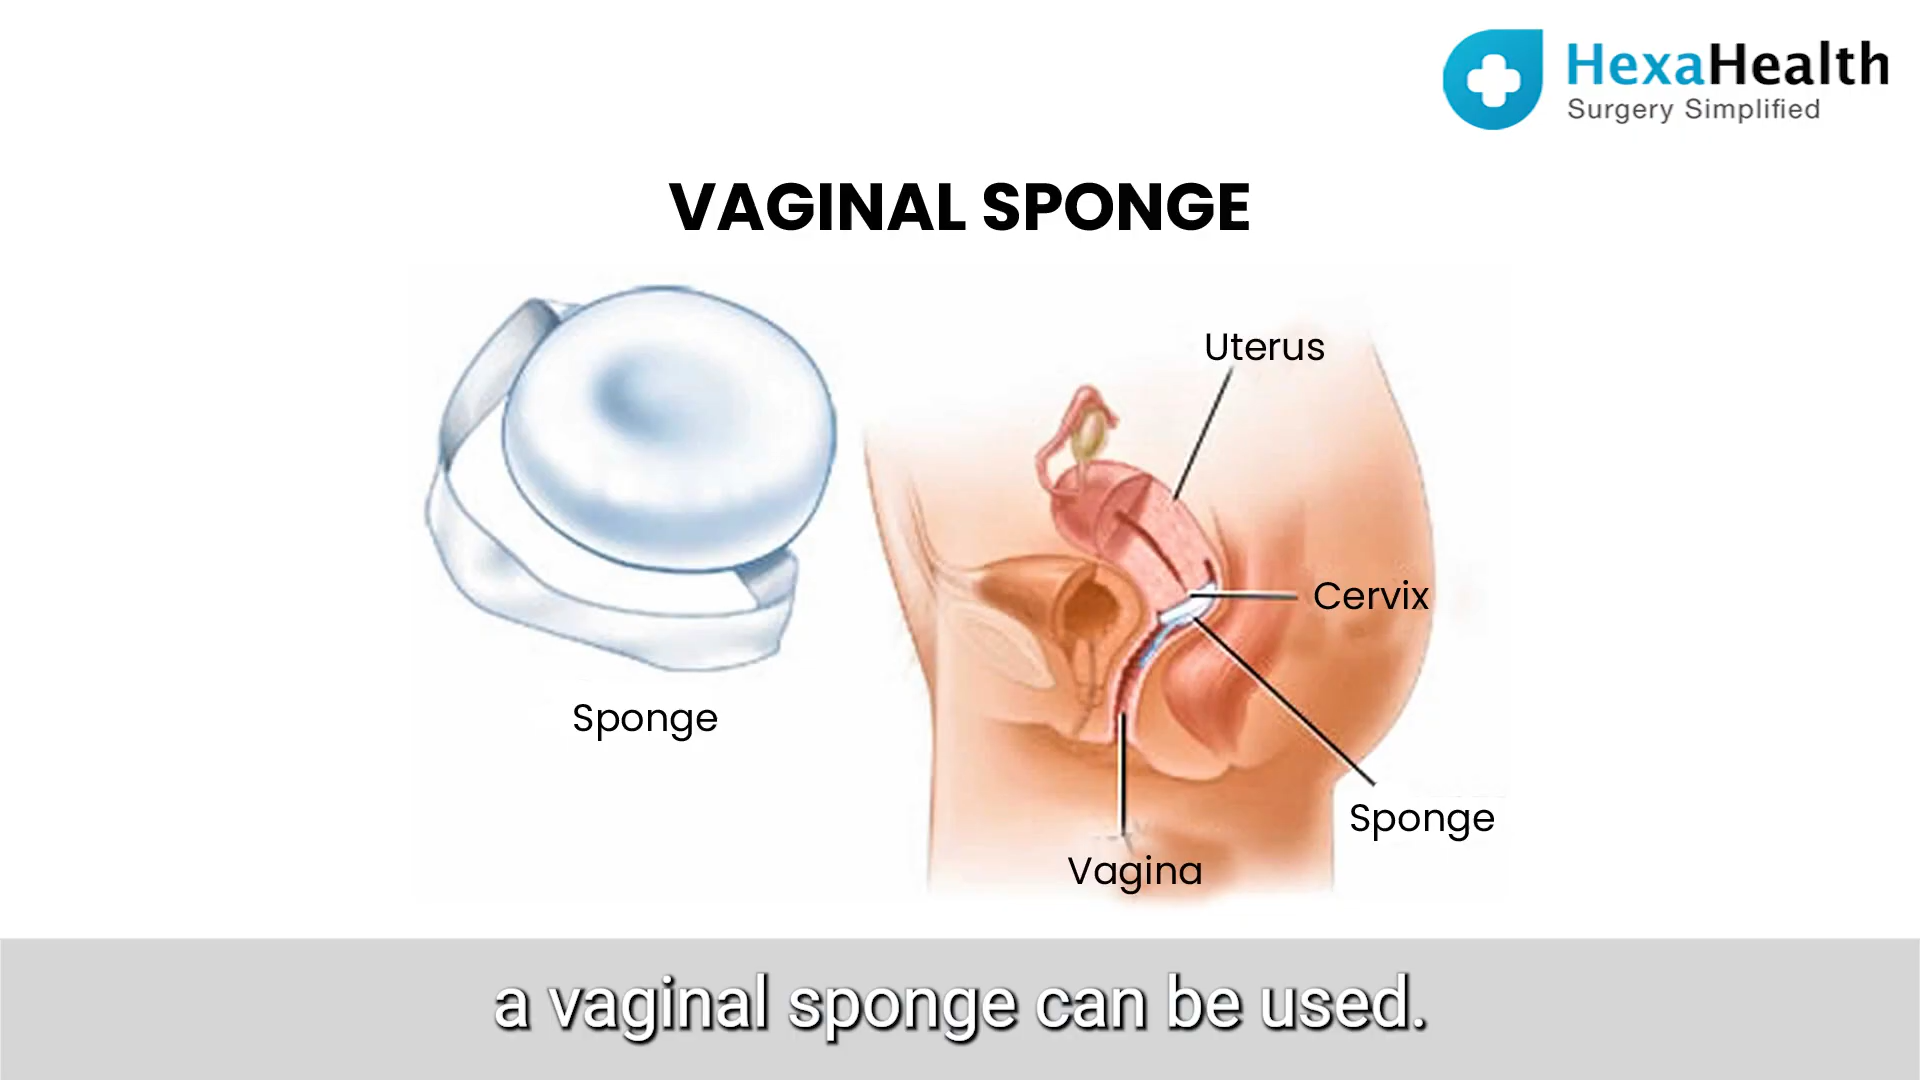 HexaHealth
Surgery Simplified
VAGINAL SPONGE
Uterus
Cervix
Sponge
Sponge
Vagina
a vaginal sponge can be used.